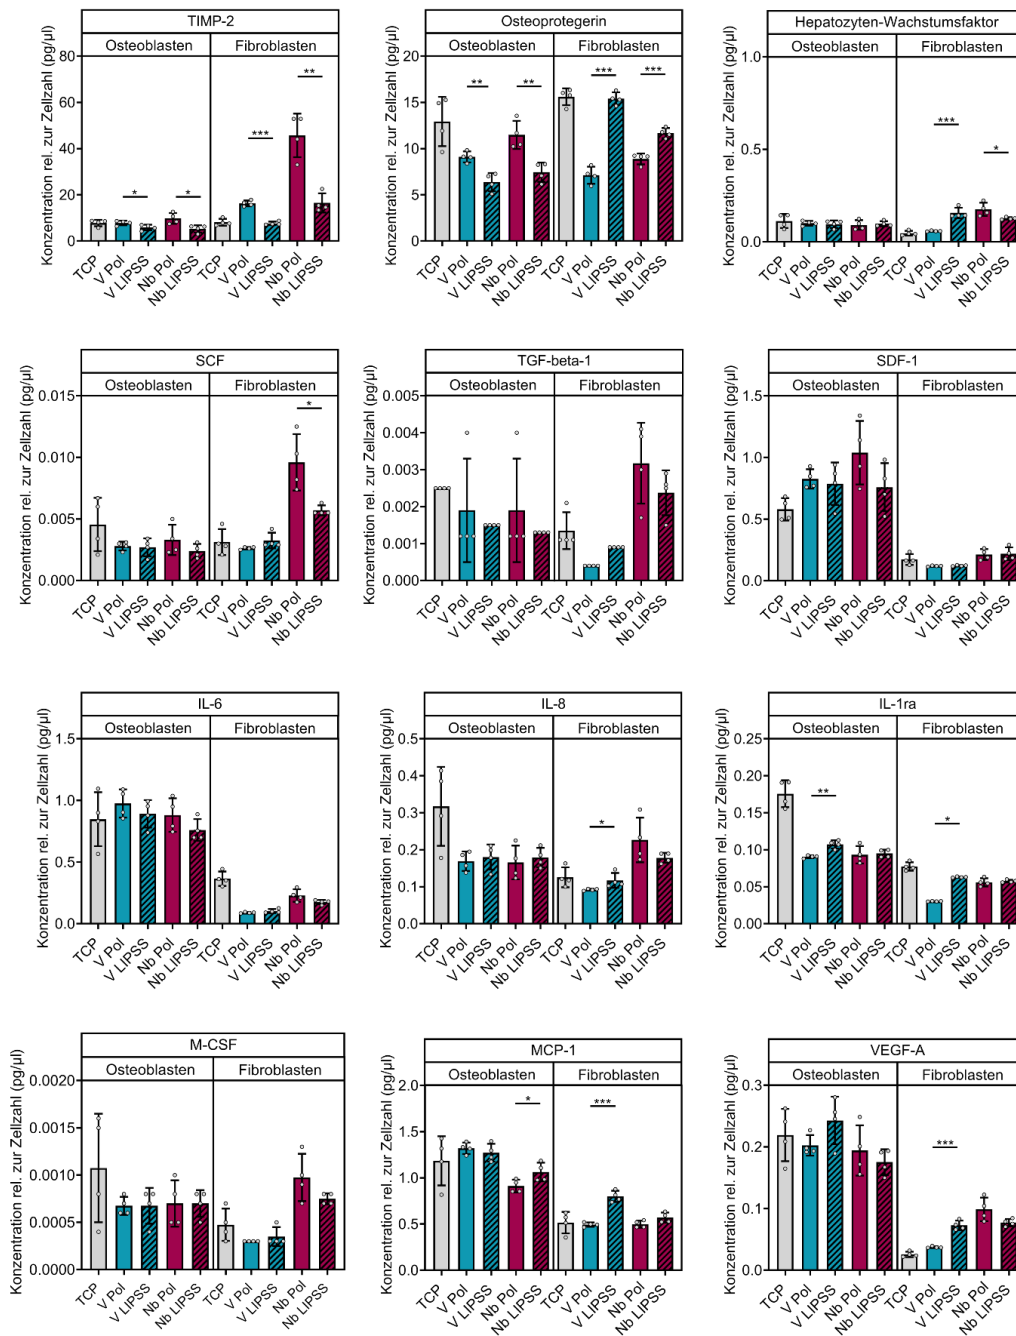 TIMP-2
Osteoblasten Fibroblasten
Konzentration rel. zur Zellzahl (pg/µl)
80
60
40
20
0
* * *** **
TCP V Pol V LIPSS Nb Pol Nb LIPSS TCP V Pol V LIPSS Nb Pol Nb LIPSS
Osteoprotegerin
Osteoblasten Fibroblasten
Konzentration rel. zur Zellzahl (pg/µl)
20
15
10
5
0
** ** *** ***
TCP V Pol V LIPSS Nb Pol Nb LIPSS TCP V Pol V LIPSS Nb Pol Nb LIPSS
Hepatozyten-Wachstumsfaktor
Osteoblasten Fibroblasten
Konzentration rel. zur Zellzahl (pg/µl)
1.0
0.5
0.0
*** *
TCP V Pol V LIPSS Nb Pol Nb LIPSS TCP V Pol V LIPSS Nb Pol Nb LIPSS
SCF
Osteoblasten Fibroblasten
Konzentration rel. zur Zellzahl (pg/µl)
0.015
0.010
0.005
0.000
*
TCP V Pol V LIPSS Nb Pol Nb LIPSS TCP V Pol V LIPSS Nb Pol Nb LIPSS
TGF-beta-1
Osteoblasten Fibroblasten
Konzentration rel. zur Zellzahl (pg/µl)
0.005
0.004
0.003
0.002
0.001
0.000
TCP V Pol V LIPSS Nb Pol Nb LIPSS TCP V Pol V LIPSS Nb Pol Nb LIPSS
SDF-1
Osteoblasten Fibroblasten
Konzentration rel. zur Zellzahl (pg/µl)
1.5
1.0
0.5
0.0
TCP V Pol V LIPSS Nb Pol Nb LIPSS TCP V Pol V LIPSS Nb Pol Nb LIPSS
IL-6
Osteoblasten Fibroblasten
Konzentration rel. zur Zellzahl (pg/µl)
1.5
1.0
0.5
0.0
TCP V Pol V LIPSS Nb Pol Nb LIPSS TCP V Pol V LIPSS Nb Pol Nb LIPSS
IL-8
Osteoblasten Fibroblasten
Konzentration rel. zur Zellzahl (pg/µl)
0.5
0.4
0.3
0.2
0.1
0.0
*
TCP V Pol V LIPSS Nb Pol Nb LIPSS TCP V Pol V LIPSS Nb Pol Nb LIPSS
IL-1ra
Osteoblasten Fibroblasten
Konzentration rel. zur Zellzahl (pg/µl)
0.25
0.20
0.15
0.10
0.05
0.00
** *
TCP V Pol V LIPSS Nb Pol Nb LIPSS TCP V Pol V LIPSS Nb Pol Nb LIPSS
M-CSF
Osteoblasten Fibroblasten
Konzentration rel. zur Zellzahl (pg/µl)
0.0020
0.0015
0.0010
0.0005
0.0000
TCP V Pol V LIPSS Nb Pol Nb LIPSS TCP V Pol V LIPSS Nb Pol Nb LIPSS
MCP-1
Osteoblasten Fibroblasten
Konzentration rel. zur Zellzahl (pg/µl)
2.0
1.5
1.0
0.5
0.0
* ***
TCP V Pol V LIPSS Nb Pol Nb LIPSS TCP V Pol V LIPSS Nb Pol Nb LIPSS
VEGF-A
Osteoblasten Fibroblasten
Konzentration rel. zur Zellzahl (pg/µl)
0.3
0.2
0.1
0.0
***
TCP V Pol V LIPSS Nb Pol Nb LIPSS TCP V Pol V LIPSS Nb Pol Nb LIPSS